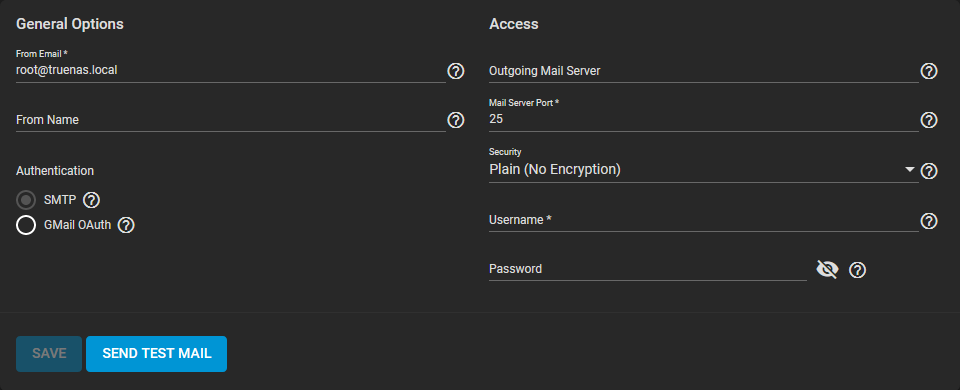 General Options
From Email *
root@truenas.local
From Name
Authentication
SMTP
GMail OAuth
Access
Outgoing Mail Server
Mail Server Port *
25
Security
Plain (No Encryption)
Username *
Password
SAVE
SEND TEST MAIL